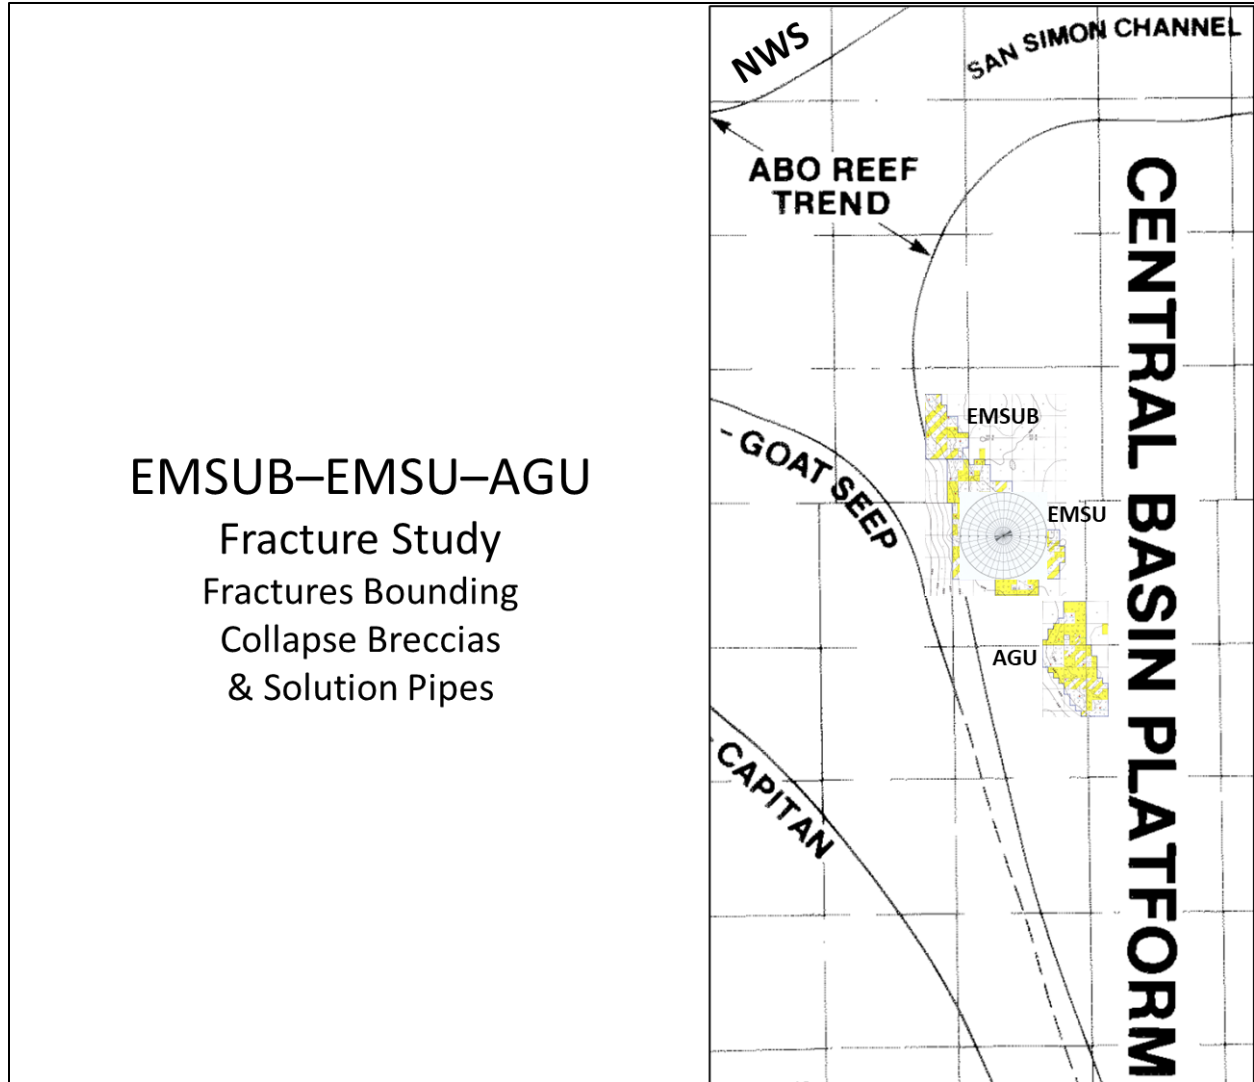 EMSUB–EMSU–AGU
Fracture Study
Fractures Bounding
Collapse Breccias
& Solution Pipes
NWS
SAN SIMON CHANNEL
ABO REEF
TREND
CENTRAL BASIN PLATFORM
EMSUB
GOAT SEEP
EMSU
AGU
CAPITAN